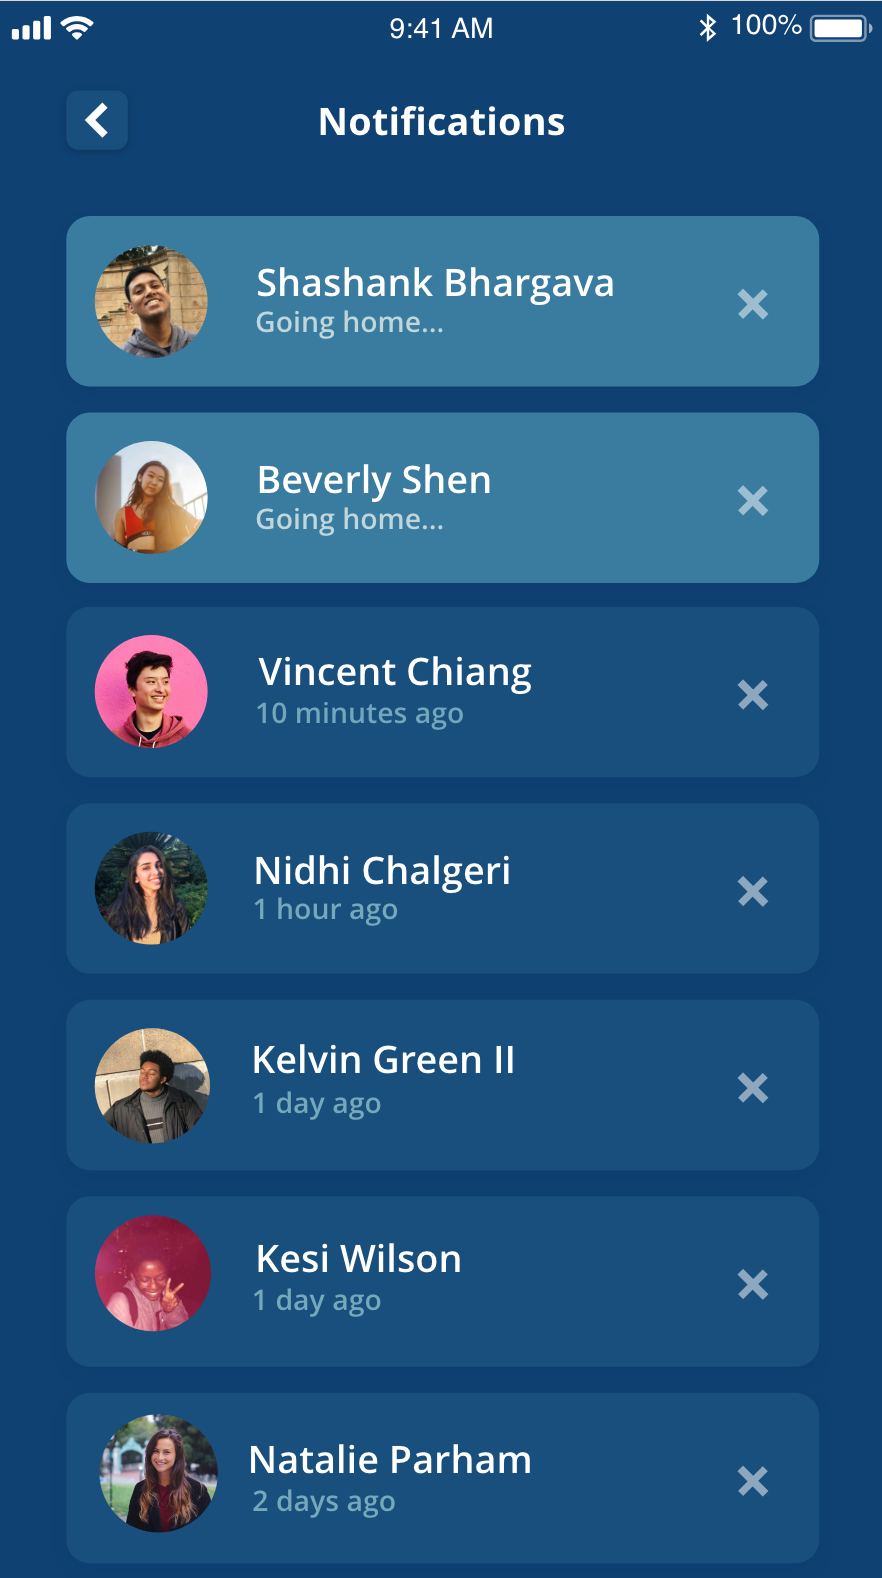 9:41 AM 100%
Notifications
Shashank Bhargava
Going home...
Beverly Shen
Going home...
Vincent Chiang
10 minutes ago
Nidhi Chalgeri
1 hour ago
Kelvin Green II
1 day ago
Kesi Wilson
1 day ago
Natalie Parham
2 days ago